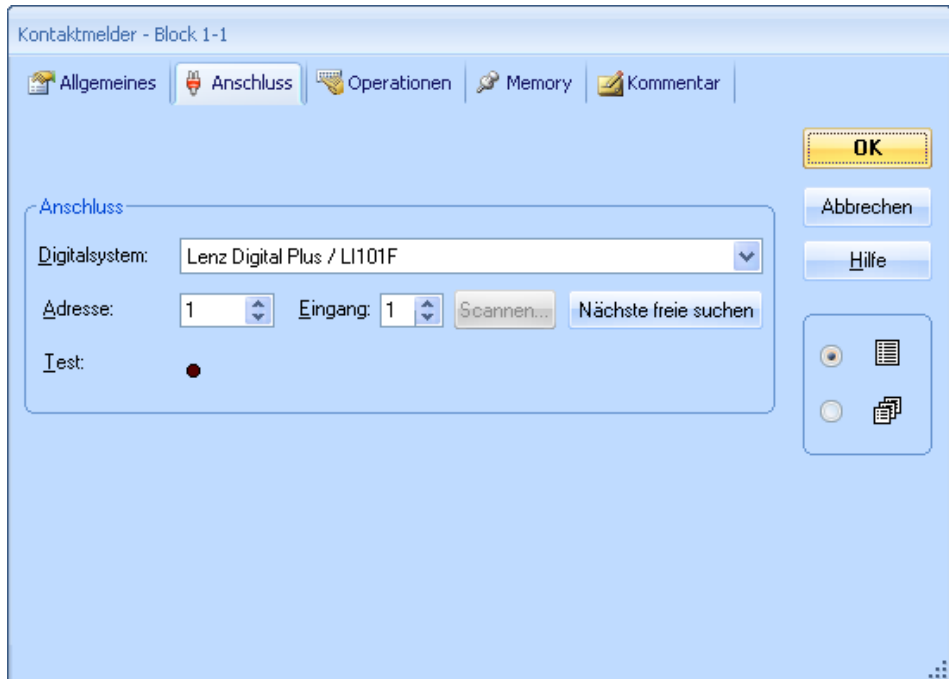 Kontaktmelder - Block 1-1
Allgemeines Anschluss Operationen Memory Kommentar
OK
Anschluss
Abbrechen
Digitalsystem: Lenz Digital Plus / LI101F
Hilfe
Adresse: 1 Eingang: 1 Scannen... Nächste freie suchen
Test: